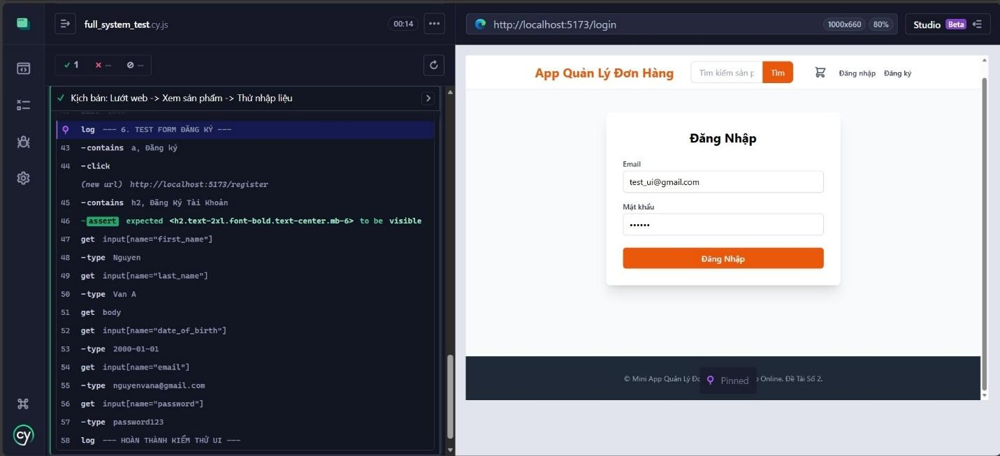 full_system_test.cy.js
00:14
1
--
--
Kịch bản: Lướt web -> Xem sản phẩm -> Thử nhập liệu
log --- 6. TEST FORM ĐĂNG KÝ ---
43 -contains a, Đăng ký
44 -click
(new url) http://localhost:5173/register
45 -contains h2, Đăng Ký Tài Khoản
46 -assert expected <h2.text-2xl.font-bold.text-center.mb-6> to be visible
47 get input[name="first_name"]
48 -type Nguyen
49 get input[name="last_name"]
50 -type Van A
51 get body
52 get input[name="date_of_birth"]
53 -type 2000-01-01
54 get input[name="email"]
55 -type nguyenvana@gmail.com
56 get input[name="password"]
57 -type password123
58 log --- HOÀN THÀNH KIỂM THỬ UI ---
cy
http://localhost:5173/login
1000x660
80%
Studio Beta
App Quản Lý Đơn Hàng
Tìm kiếm sản p
Tìm
Đăng nhập
Đăng ký
Đăng Nhập
Email
test_ui@gmail.com
Mật khẩu
••••••
Đăng Nhập
© Mini App Quản Lý Đơ
Online. Đề Tài Số 2.
Pinned